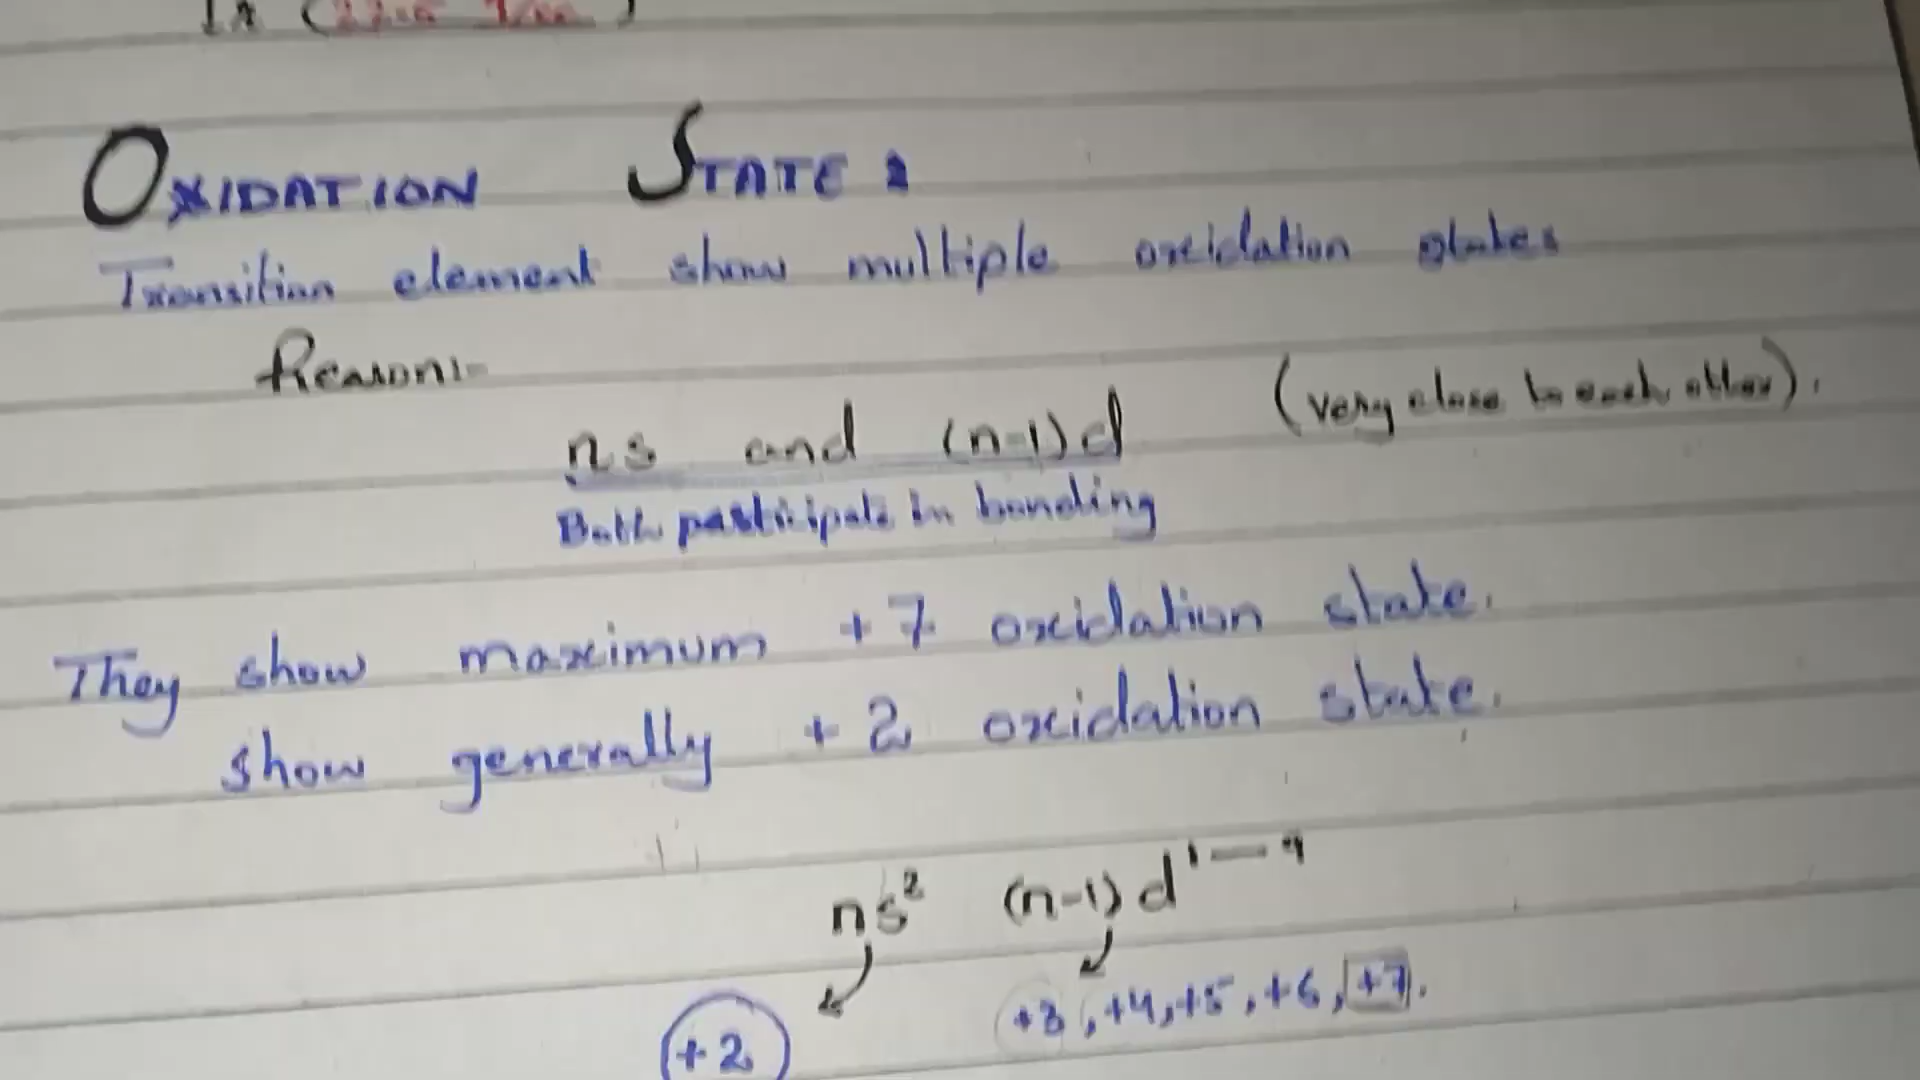 OXIDATION STATE :
Transition element show multiple oxidation states
Reason:-
ns and (n-1)d (very close to each other).
Both participate in bonding
They show maximum +7 oxidation state.
show generally +2 oxidation state.
ns² (n-1)d¹⁻⁹
+3, +4, +5, +6, +7.
+2